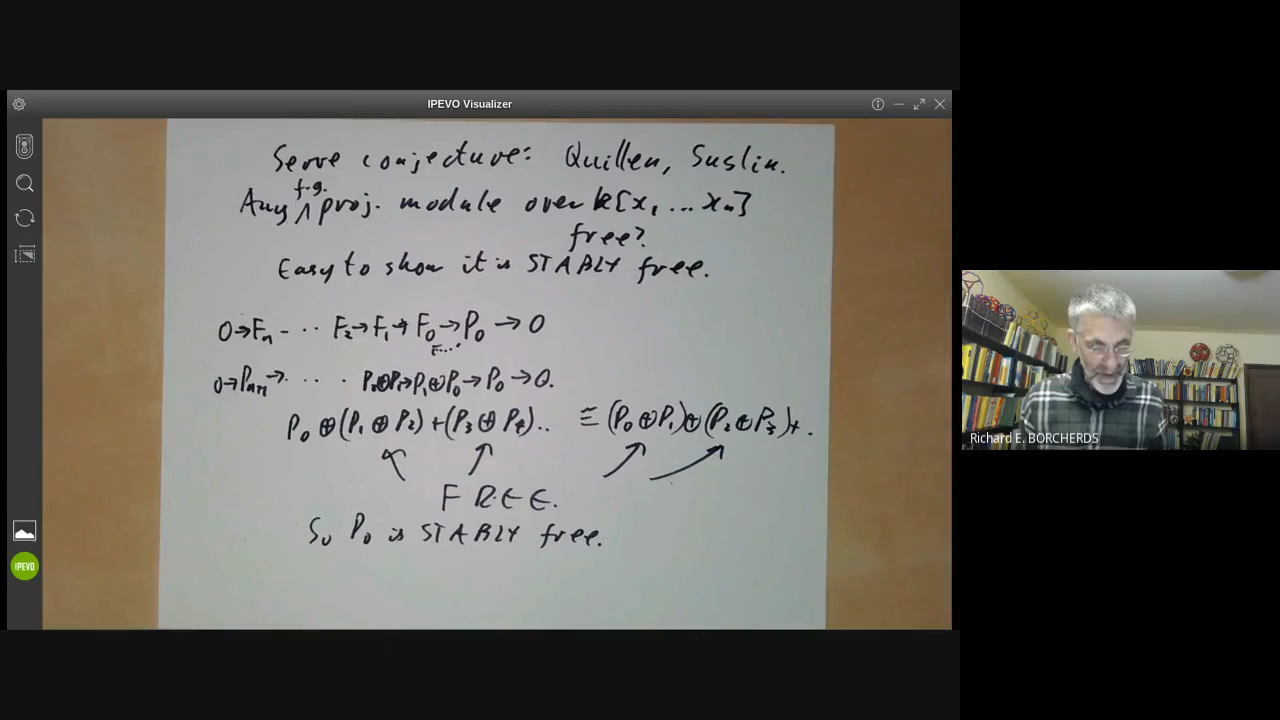 IPEVO Visualizer
Serre conjecture: Quillen, Suslin.
f.g.
Any ∧ proj. module over k[x, ... xₙ]
free?
Easy to show it is STABLY free.
0→Fₙ - ·· F₂→F₁→F₀→P₀→0
0→Pₙ₊₁→· · · · P₂⊕P₁→P₁⊕P₀→P₀→0.
P₀⊕(P₁⊕P₂)+(P₃⊕P₄)·· ≅(P₀⊕P₁)⊕(P₂⊕P₃)+.
FREE.
So P₀ is STABLY free.
IPEVO
Richard E. BORCHERDS